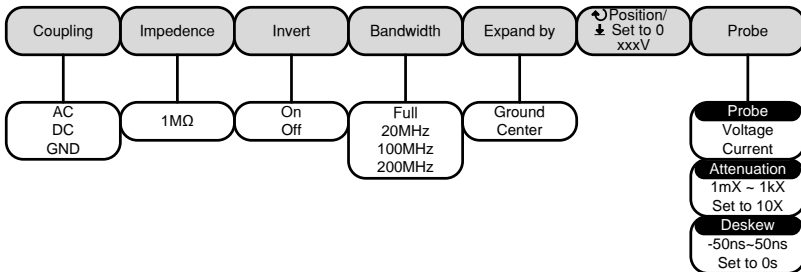 Coupling
Impedence
Invert
Bandwidth
Expand by
Position/
Set to 0
xxxV
Probe
AC
DC
GND
1MΩ
On
Off
Full
20MHz
100MHz
200MHz
Ground
Center
Probe
Voltage
Current
Attenuation
1mX ~ 1kX
Set to 10X
Deskew
-50ns~50ns
Set to 0s